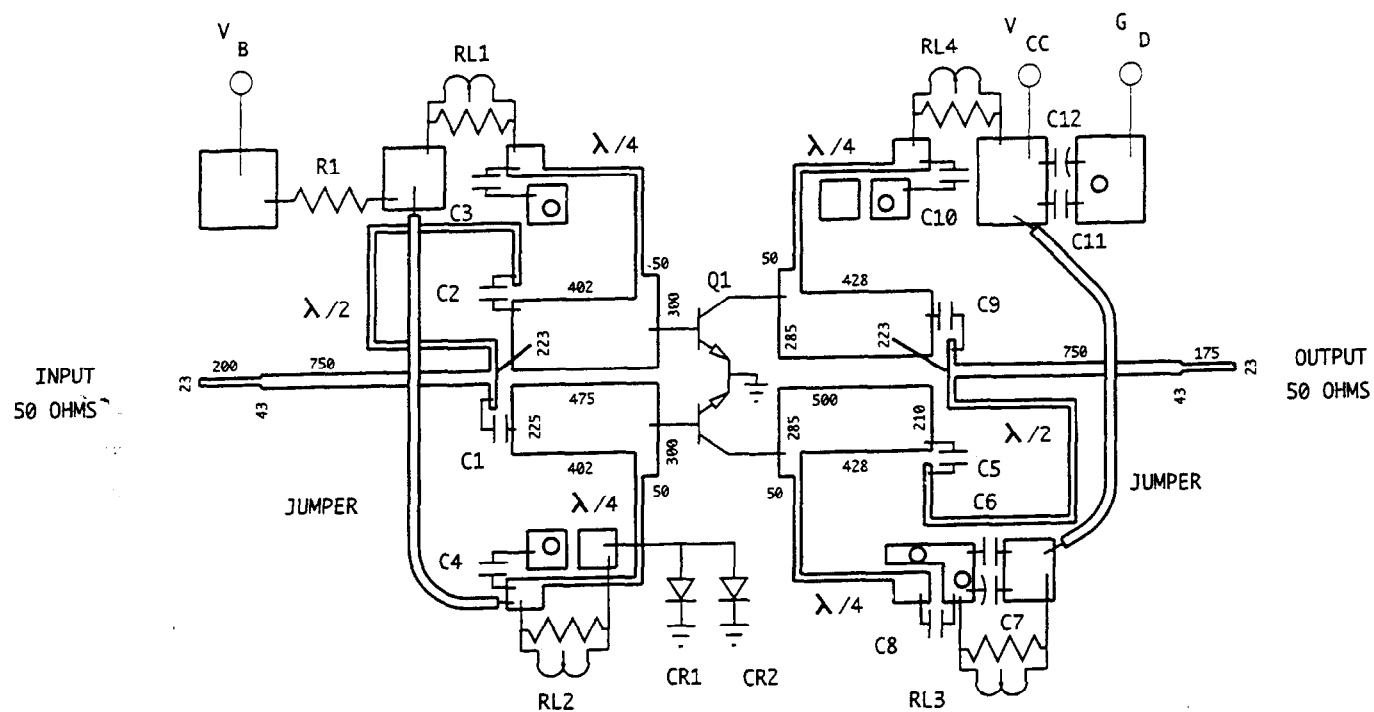 V B
RL1
RL4
V CC
G D
C12
λ/4
λ/4
R1
C3
C10
C11
50
50
Q1
C2
402
300
428
C9
λ/2
223
285
223
200
750
750
175
INPUT
50 OHMS
23
43
OUTPUT
50 OHMS
23
43
475
500
225
210
285
λ/2
C1
402
300
428
C5
JUMPER
λ/4
50
50
C6
JUMPER
C4
λ/4
C8
C7
CR1
CR2
RL2
RL3